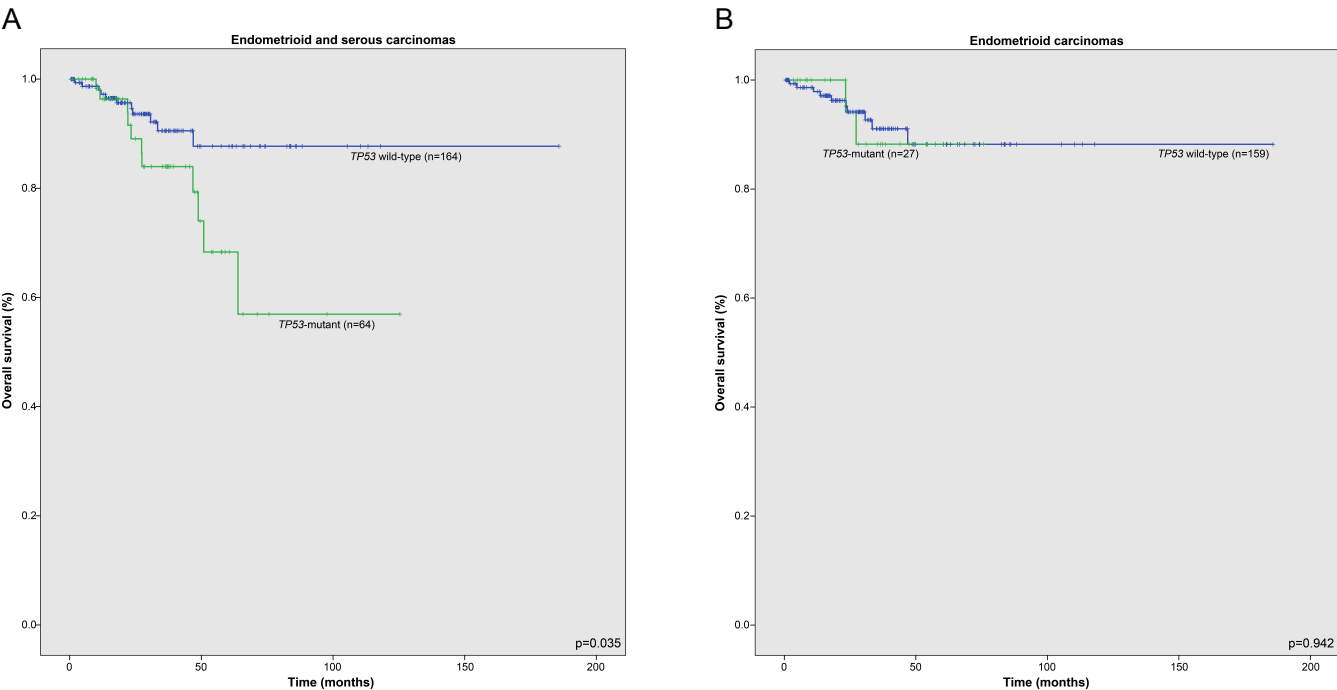 A
Endometrioid and serous carcinomas
Overall survival (%)
1.0
0.8
0.6
0.4
0.2
0.0
TP53 wild-type (n=164)
TP53-mutant (n=64)
p=0.035
0 50 100 150 200
Time (months)
B
Endometrioid carcinomas
Overall survival (%)
1.0
0.8
0.6
0.4
0.2
0.0
TP53-mutant (n=27) TP53 wild-type (n=159)
p=0.942
0 50 100 150 200
Time (months)